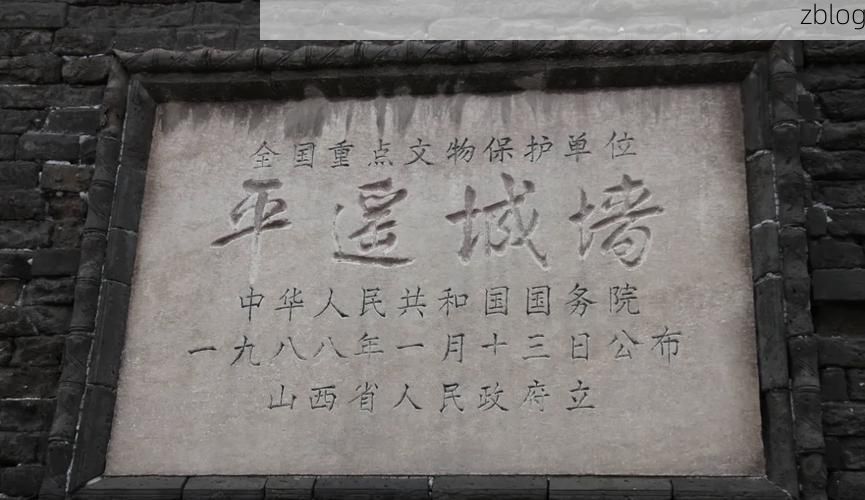 zblog
全国重点文物保护单位
平遥城墙
中华人民共和国国务院
一九八八年一月十三日公布
山西省人民政府立